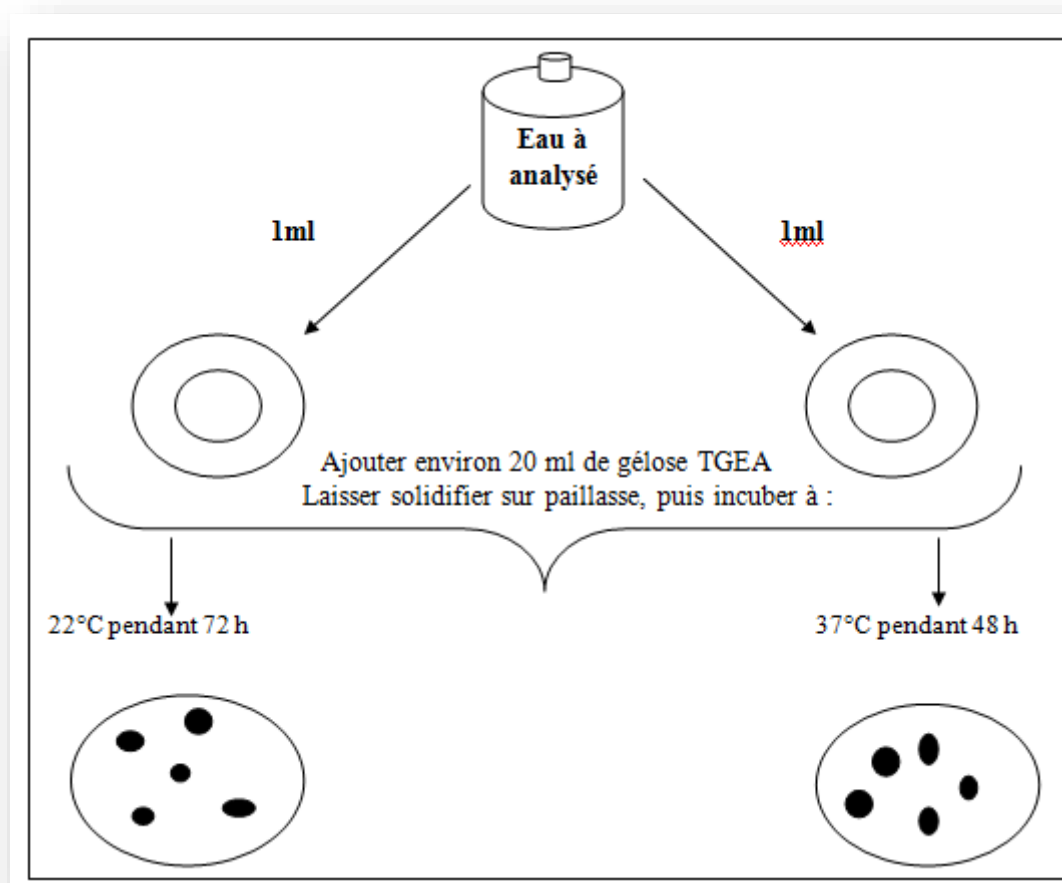 Eau à
analysé
1ml
1ml
Ajouter environ 20 ml de gélose TGEA
Laisser solidifier sur paillasse, puis incuber à :
22°C pendant 72 h
37°C pendant 48 h